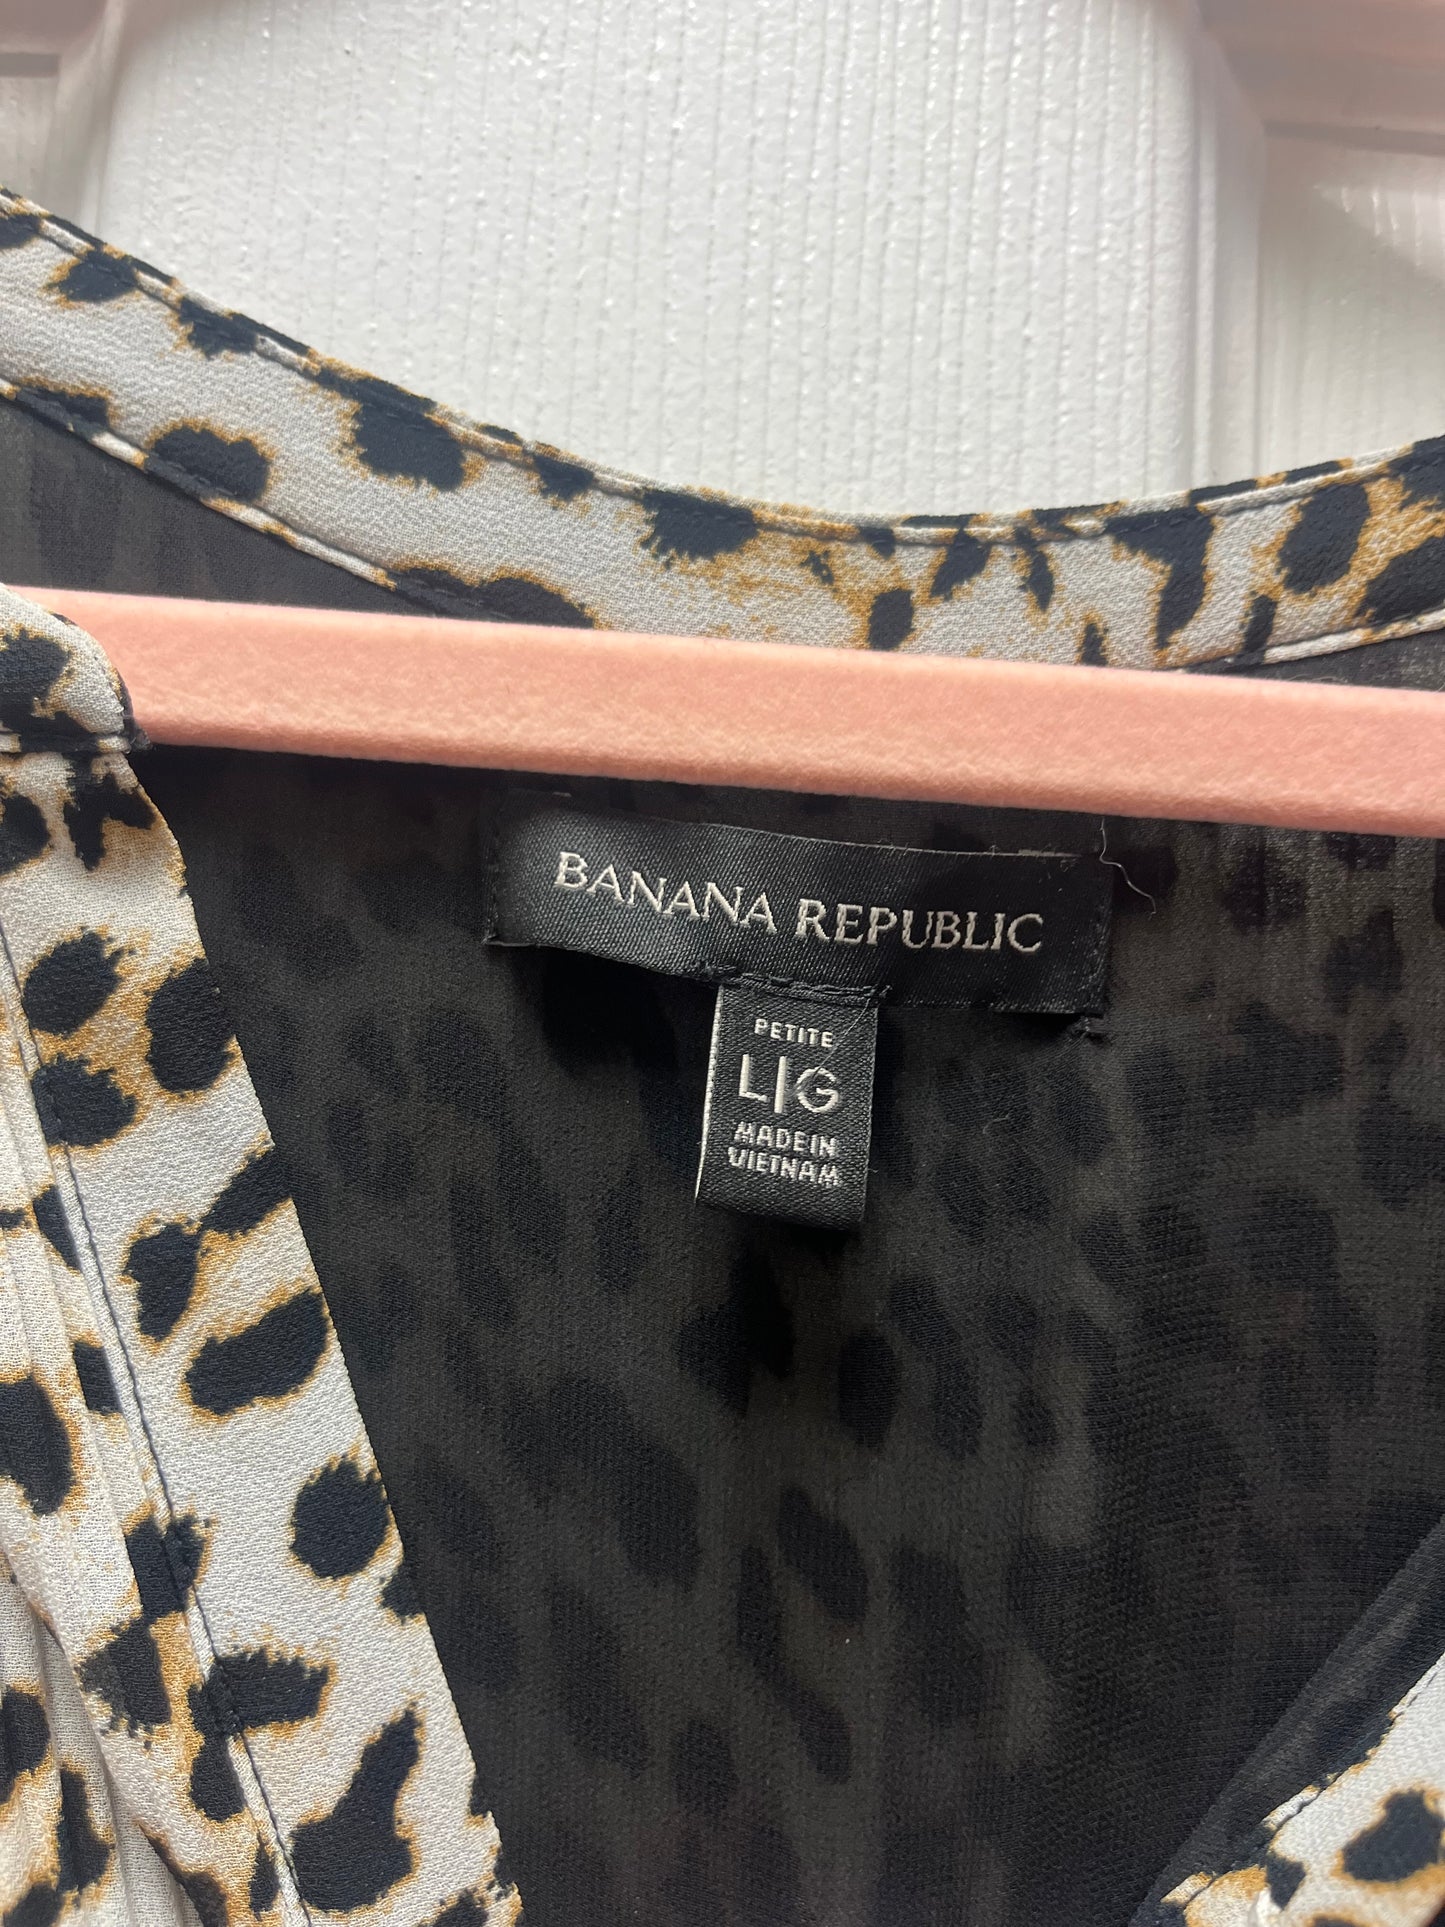 BANANA REPUBLIC
PETITE
L|G
MADE IN
VIETNAM